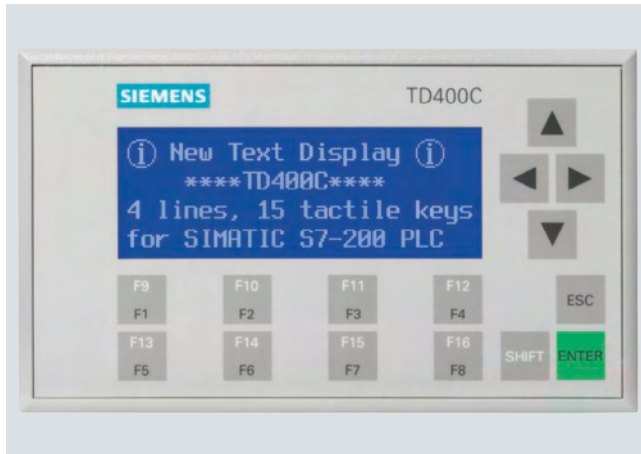 SIEMENS TD400C
ⓘ New Text Display ⓘ
****TD400C****
4 lines, 15 tactile keys
for SIMATIC S7-200 PLC
F9 F10 F11 F12
F1 F2 F3 F4 ESC
F13 F14 F15 F16
SHIFT ENTER
F5 F6 F7 F8